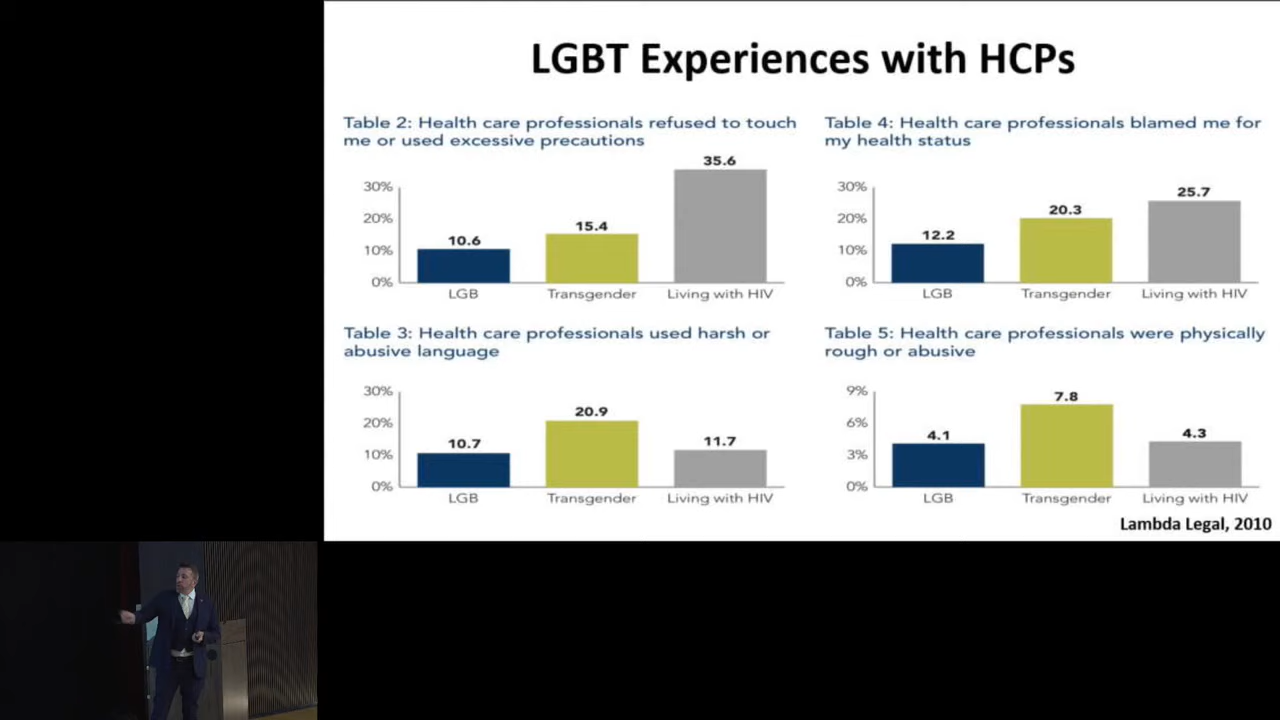 LGBT Experiences with HCPs
Table 2: Health care professionals refused to touch
me or used excessive precautions
35.6
30%
20%
15.4
10.6
10%
0%
LGB
Transgender
Living with HIV
Table 4: Health care professionals blamed me for
my health status
30%
25.7
20.3
20%
12.2
10%
0%
LGB
Transgender
Living with HIV
Table 3: Health care professionals used harsh or
abusive language
30%
20.9
20%
10.7
11.7
10%
0%
LGB
Transgender
Living with HIV
Table 5: Health care professionals were physically
rough or abusive
9%
7.8
6%
4.1
4.3
3%
0%
LGB
Transgender
Living with HIV
Lambda Legal, 2010